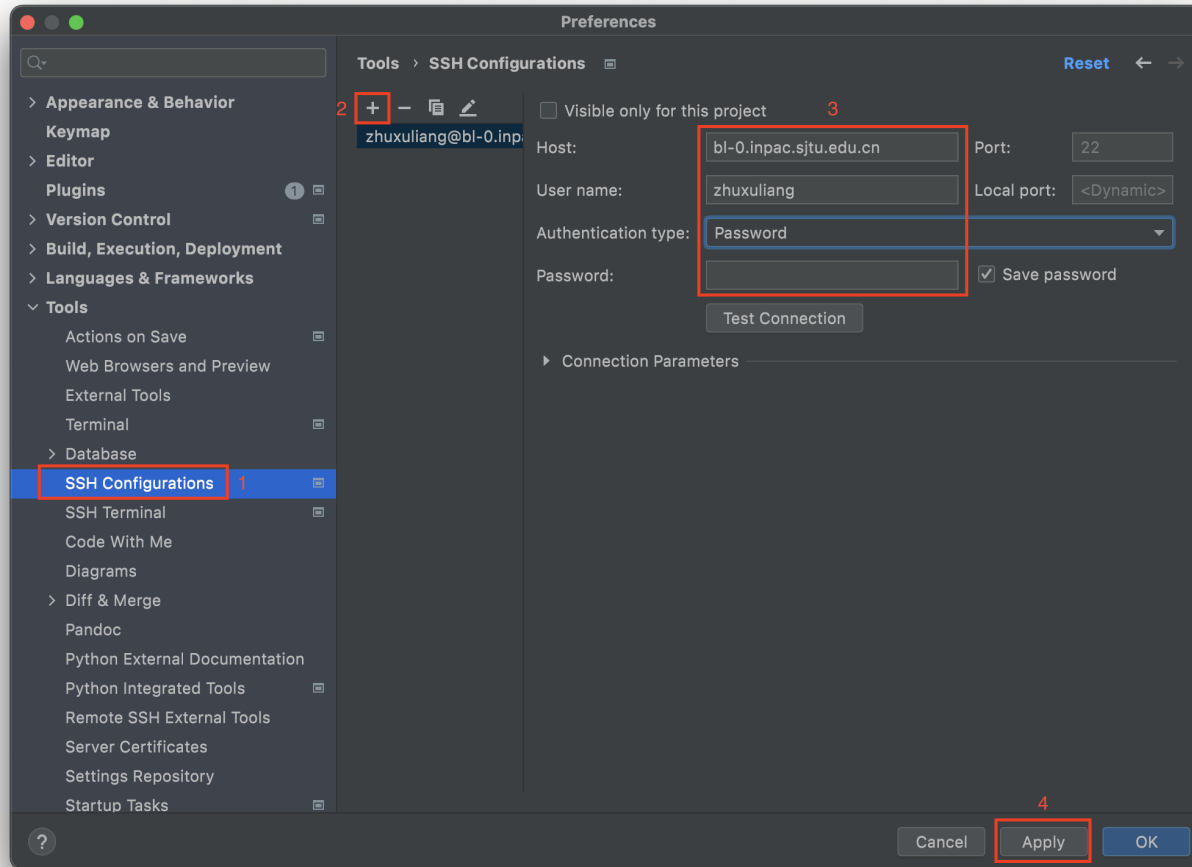 Preferences
Tools › SSH Configurations
Reset
Appearance & Behavior
Keymap
Editor
Plugins 1
Version Control
Build, Execution, Deployment
Languages & Frameworks
Tools
Actions on Save
Web Browsers and Preview
External Tools
Terminal
Database
SSH Configurations 1
SSH Terminal
Code With Me
Diagrams
Diff & Merge
Pandoc
Python External Documentation
Python Integrated Tools
Remote SSH External Tools
Server Certificates
Settings Repository
Startup Tasks
2 + −
zhuxuliang@bl-0.inpa
Visible only for this project 3
Host: bl-0.inpac.sjtu.edu.cn Port: 22
User name: zhuxuliang Local port: <Dynamic>
Authentication type: Password
Password: Save password
Test Connection
Connection Parameters
4
? Cancel Apply OK